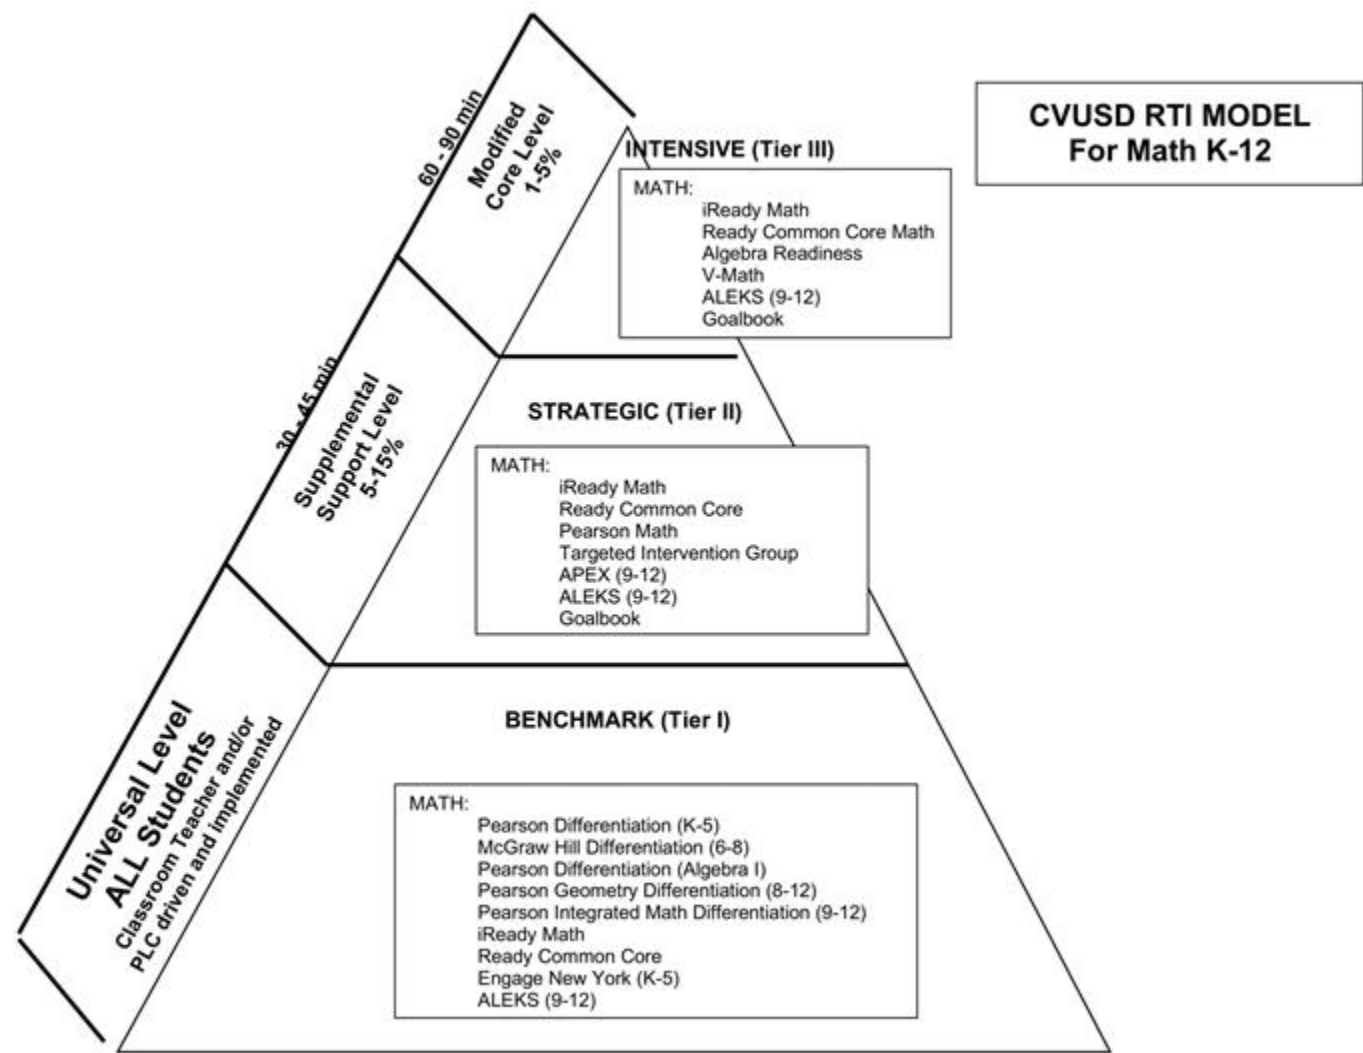 CVUSD RTI MODEL
For Math K-12
60 - 90 min
Modified
Core Level
1-5%
INTENSIVE (Tier III)
MATH:
iReady Math
Ready Common Core Math
Algebra Readiness
V-Math
ALEKS (9-12)
Goalbook
30 - 45 min
Supplemental
Support Level
5-15%
STRATEGIC (Tier II)
MATH:
iReady Math
Ready Common Core
Pearson Math
Targeted Intervention Group
APEX (9-12)
ALEKS (9-12)
Goalbook
Universal Level
ALL Students
Classroom Teacher and/or
PLC driven and implemented
BENCHMARK (Tier I)
MATH:
Pearson Differentiation (K-5)
McGraw Hill Differentiation (6-8)
Pearson Differentiation (Algebra I)
Pearson Geometry Differentiation (8-12)
Pearson Integrated Math Differentiation (9-12)
iReady Math
Ready Common Core
Engage New York (K-5)
ALEKS (9-12)